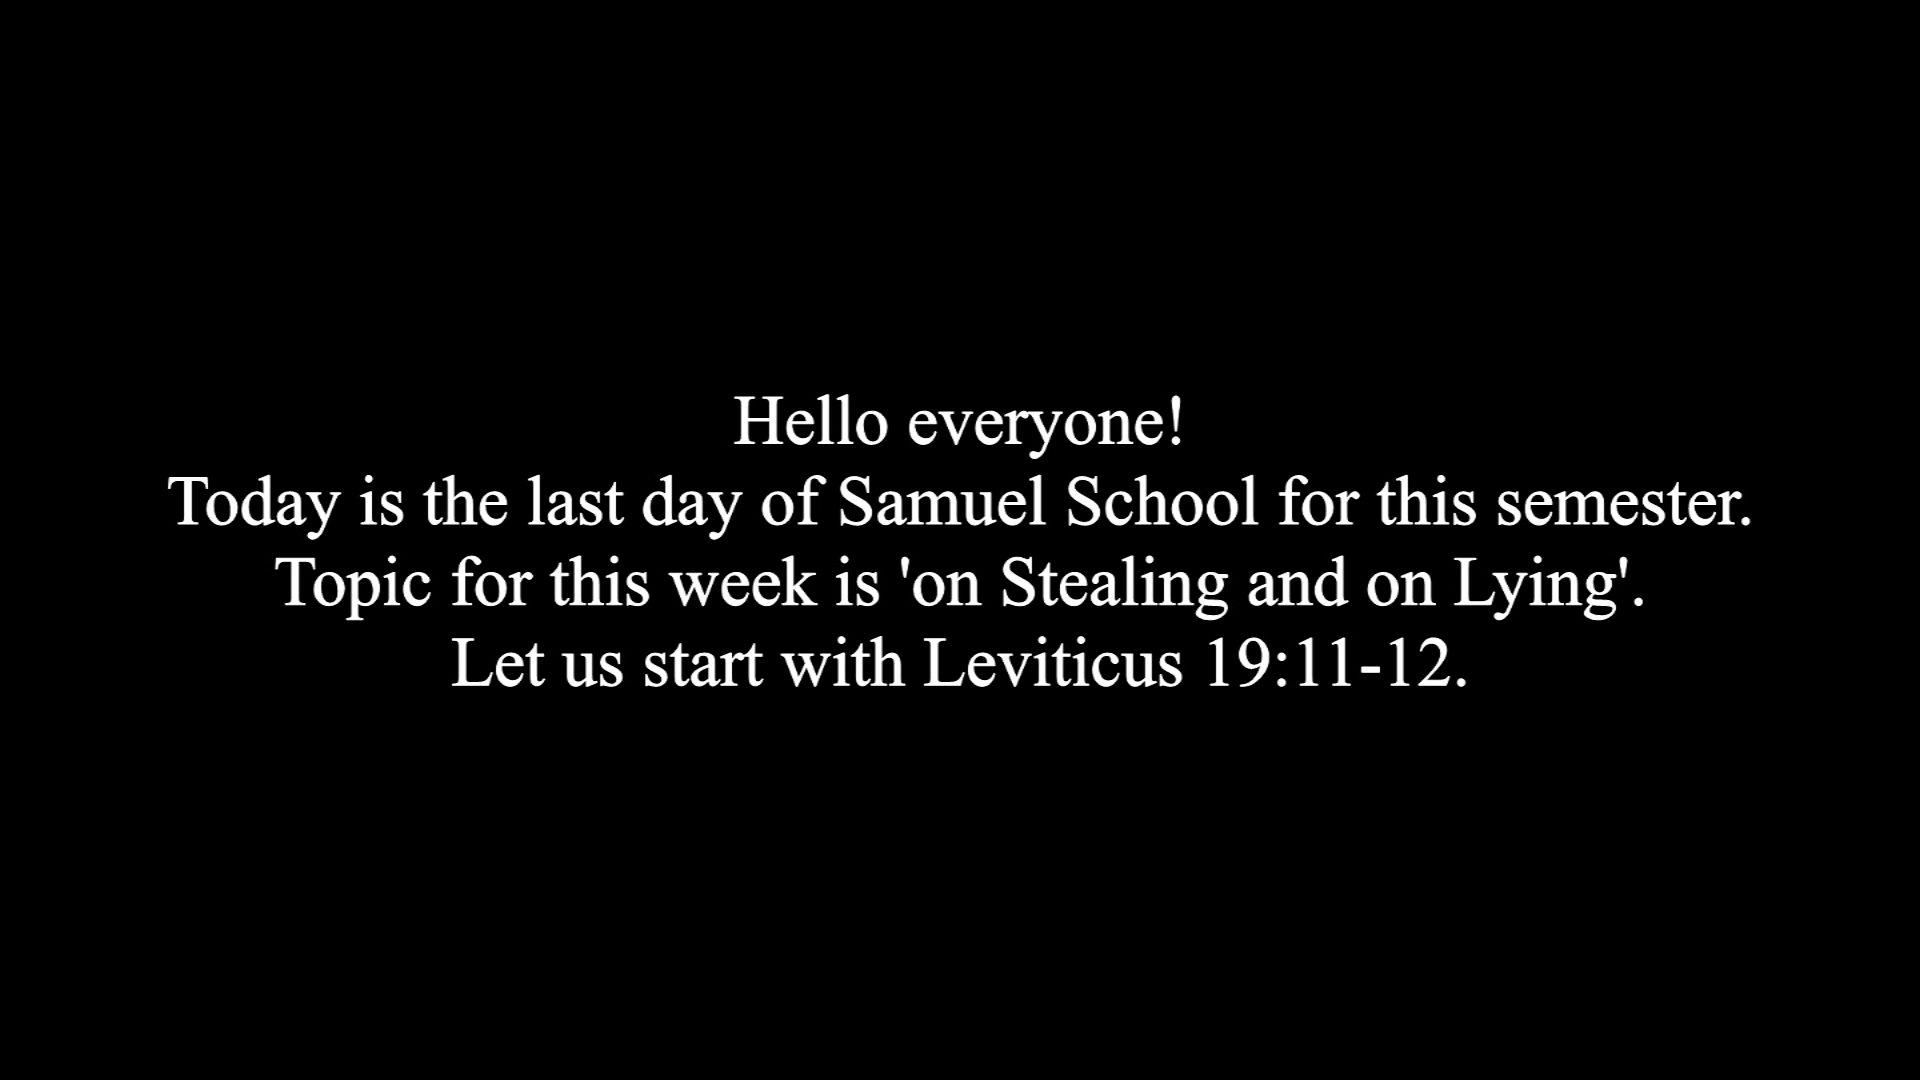 Hello everyone!
Today is the last day of Samuel School for this semester.
Topic for this week is 'on Stealing and on Lying'.
Let us start with Leviticus 19:11-12.